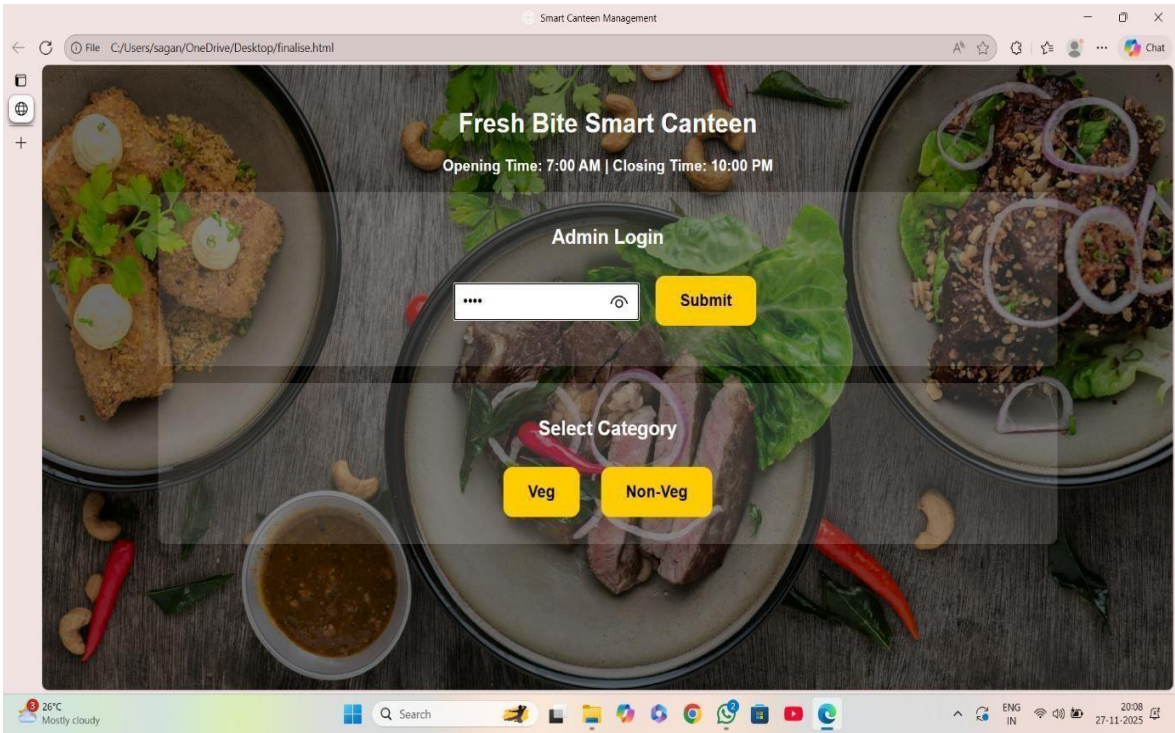 Smart Canteen Management
File C:/Users/sagan/OneDrive/Desktop/finalise.html
Chat
Fresh Bite Smart Canteen
Opening Time: 7:00 AM | Closing Time: 10:00 PM
Admin Login
•••• Submit
Select Category
Veg Non-Veg
3 26°C
Mostly cloudy
Search
2
ENG
IN
20:08
27-11-2025